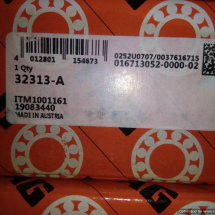 4 012801 154673
0252U0707/0037616715
016713052-0000-02
1 Qty
32313-A
ITM1001161
19083440
MADE IN AUSTRIA